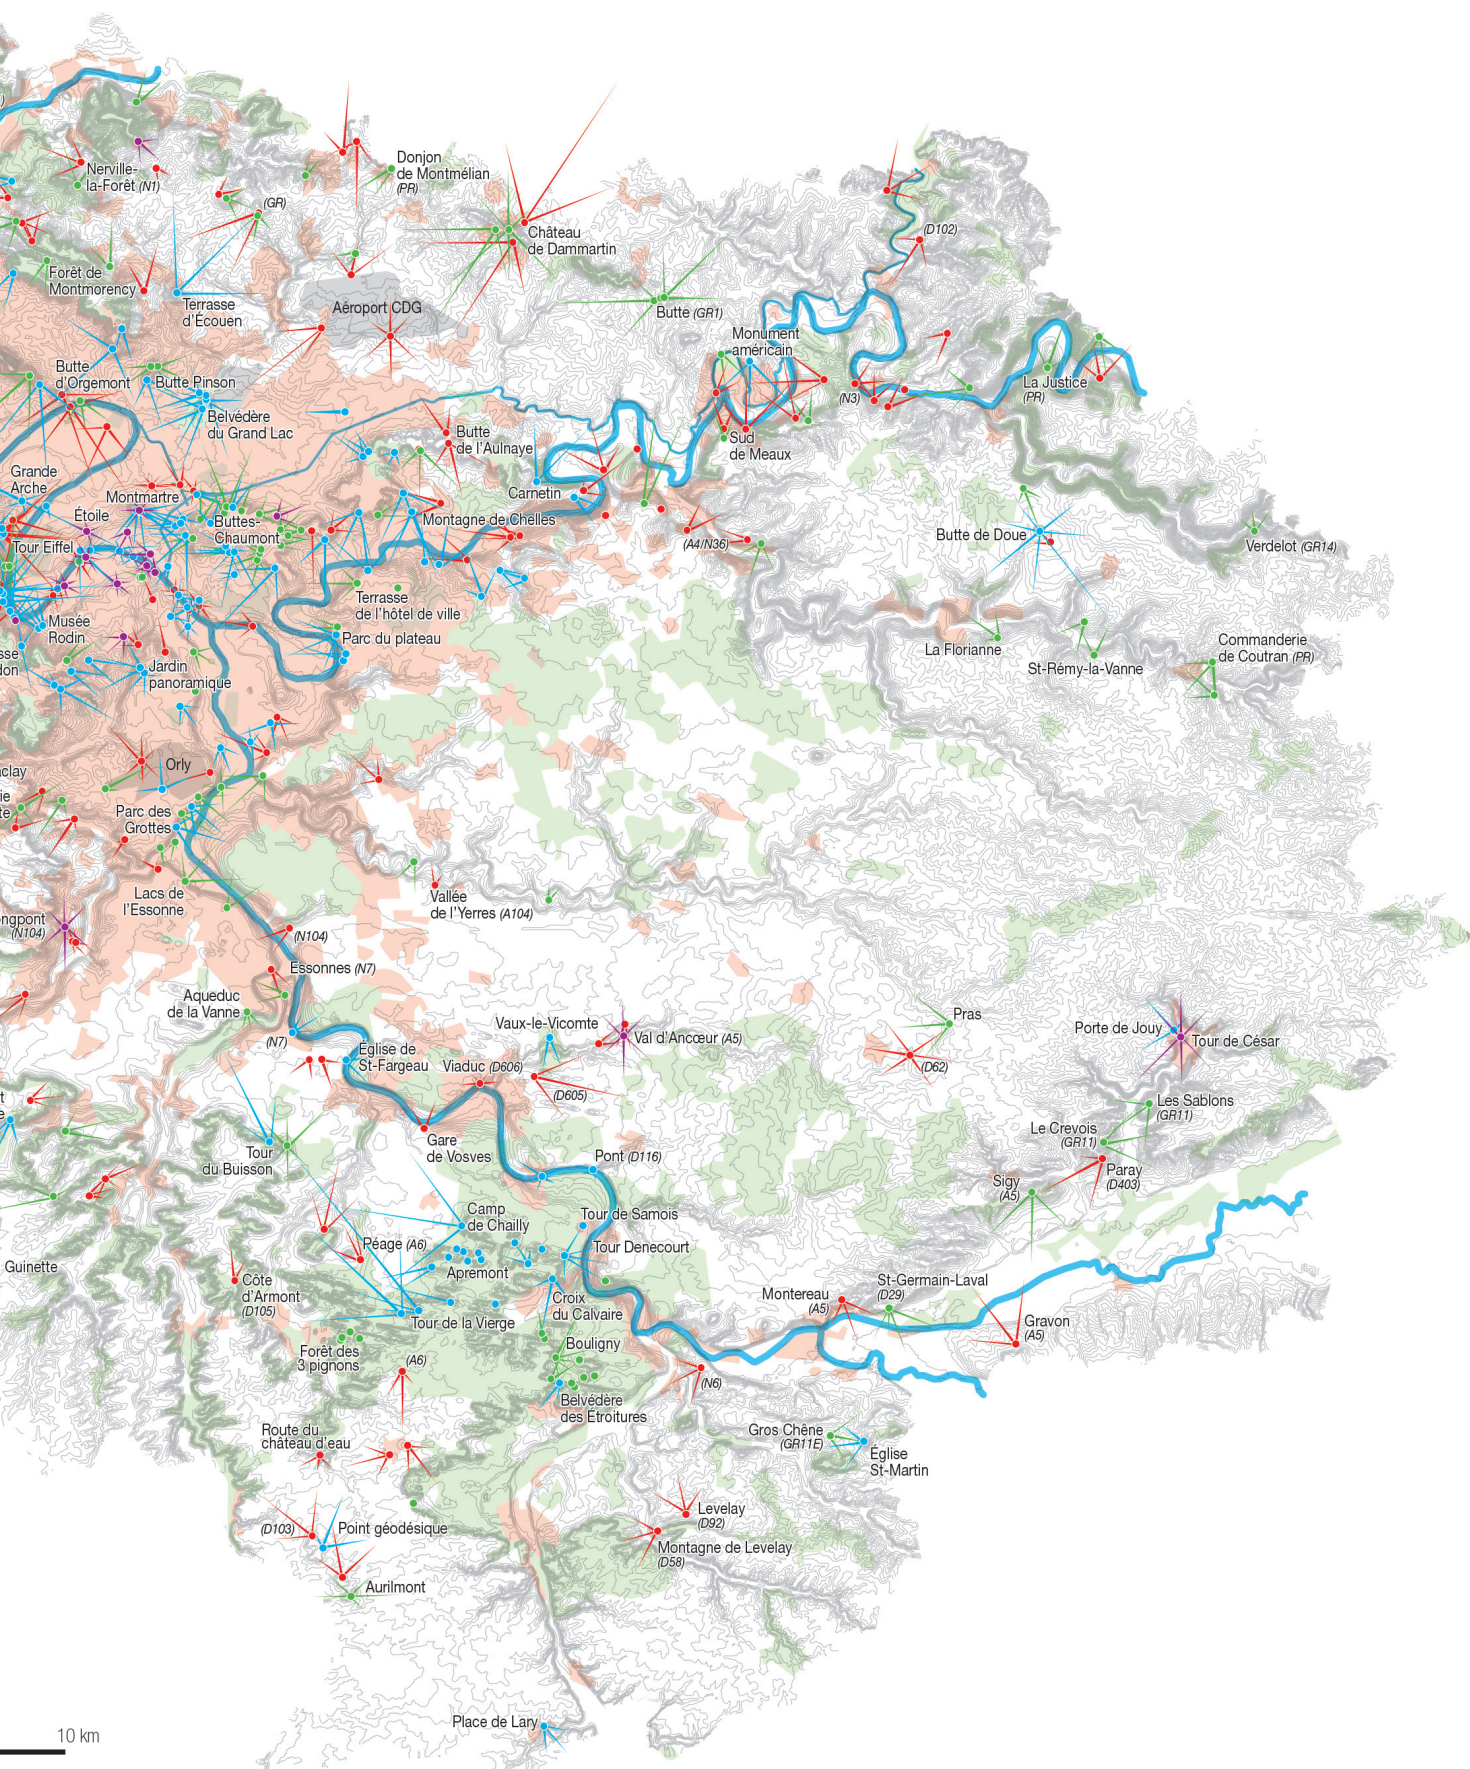 )
Nerville-
la-Forêt (N1)
(GR)
Donjon
de Montmélian
(PR)
Château
de Dammartin
(D102)
Forêt de
Montmorency
Terrasse
d'Écouen
Aéroport CDG
Butte (GR1)
Monument
américain
Butte
d'Orgemont
Butte Pinson
Belvédère
du Grand Lac
La Justice
(PR)
(N3)
Butte
de l'Aulnaye
Sud
de Meaux
Grande
Arche
Montmartre
Carnetin
Étoile
Buttes-
Chaumont
Montagne de Chelles
Tour Eiffel
(A4/N36)
Butte de Doue
Verdelot (GR14)
Terrasse
de l'hôtel de ville
Musée
Rodin
Parc du plateau
La Florianne
St-Rémy-la-Vanne
Commanderie
de Coutran (PR)
sse
don
Jardin
panoramique
Orly
aclay
ie
te
Parc des
Grottes
Lacs de
l'Essonne
Vallée
de l'Yerres (A104)
ongpont
(N104)
(N104)
Essonnes (N7)
Aqueduc
de la Vanne
(N7)
Vaux-le-Vicomte
Val d'Ancœur (A5)
Pras
Porte de Jouy
Tour de César
Église de
St-Fargeau
Viaduc (D606)
(D605)
(D62)
t
e
Les Sablons
(GR11)
Le Crevois
(GR11)
Gare
de Vosves
Tour
du Buisson
Pont (D116)
Paray
(D403)
Sigy
(A5)
Camp
de Chailly
Tour de Samois
Péage (A6)
Tour Denecourt
Guinette
Apremont
Côte
d'Armont
(D105)
Croix
du Calvaire
Tour de la Vierge
Montereau
(A5)
St-Germain-Laval
(D29)
Gravon
(A5)
Forêt des
3 pignons
Bouligny
(A6)
(N6)
Belvédère
des Étroitures
Route du
château d'eau
Gros Chêne
(GR11E)
Église
St-Martin
Levelay
(D92)
(D103)
Point géodésique
Montagne de Levelay
(D58)
Aurilmont
Place de Lary
10 km